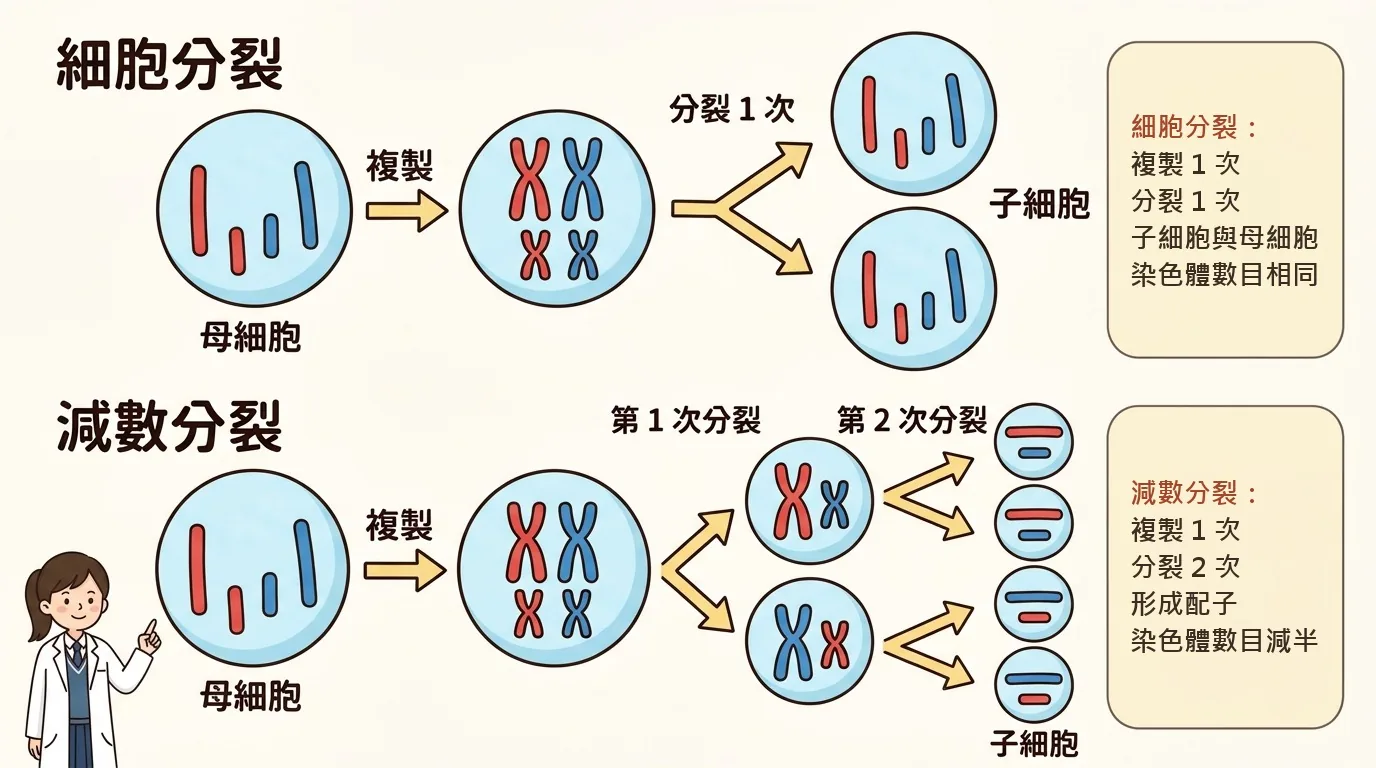 細胞分裂
複製
分裂 1 次
子細胞
母細胞
細胞分裂：
複製 1 次
分裂 1 次
子細胞與母細胞
染色體數目相同
減數分裂
複製
第 1 次分裂
第 2 次分裂
母細胞
子細胞
減數分裂：
複製 1 次
分裂 2 次
形成配子
染色體數目減半